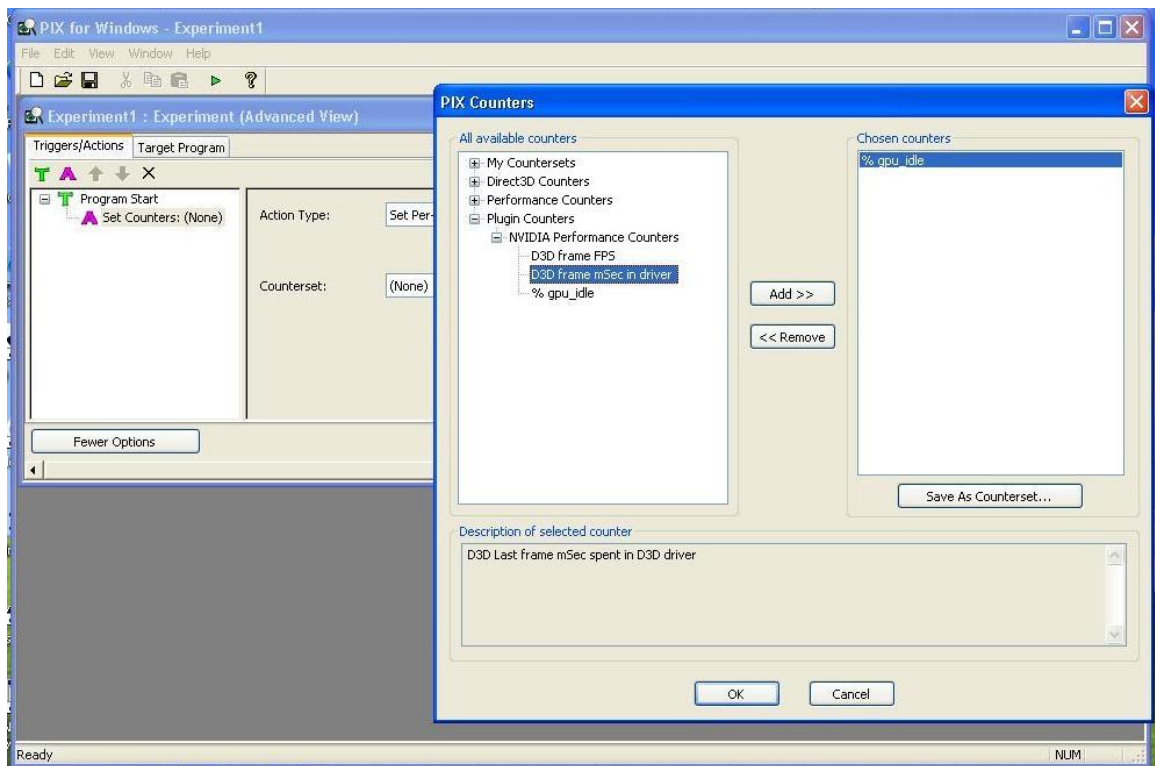 PIX for Windows - Experiment1
File Edit View Window Help
Experiment1 : Experiment (Advanced View)
Triggers/Actions Target Program
Program Start
Set Counters: (None)
Action Type:
Set Per-
Counterset:
(None)
Fewer Options
PIX Counters
All available counters
My Countersets
Direct3D Counters
Performance Counters
Plugin Counters
NVIDIA Performance Counters
D3D frame FPS
D3D frame mSec in driver
% gpu_idle
Add >>
<< Remove
Chosen counters
% gpu_idle
Save As Counterset...
Description of selected counter
D3D Last frame mSec spent in D3D driver
OK Cancel
Ready NUM